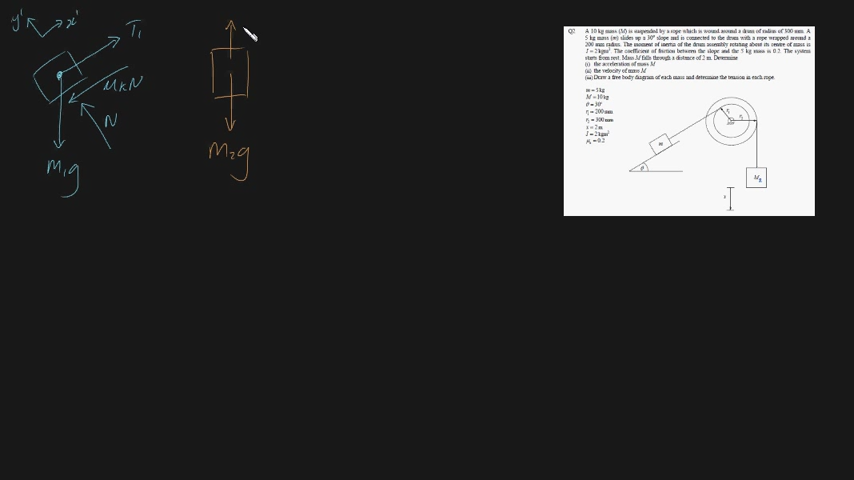 y' x' T₁
μₖN
N
m₁g
m₂g
Q2 A 10 kg mass (M) is suspended by a rope which is wound around a drum of radius of 300 mm. A
5 kg mass (m) slides up a 30° slope and is connected to the drum with a rope wrapped around a
200 mm radius. The moment of inertia of the drum assembly rotating about its centre of mass is
I = 2 kgm². The coefficient of friction between the slope and the 5 kg mass is 0.2. The system
starts from rest. Mass M falls through a distance of 2 m. Determine
(i) the acceleration of mass M
(ii) the velocity of mass M
(iii) Draw a free body diagram of each mass and determine the tension in each rope.
M = 10 kg
θ = 30°
r₁ = 200 mm
r₂ = 300 mm
s = 2 m
I = 2 kgm²
μₖ = 0.2
r₁
r₂
m
θ
s